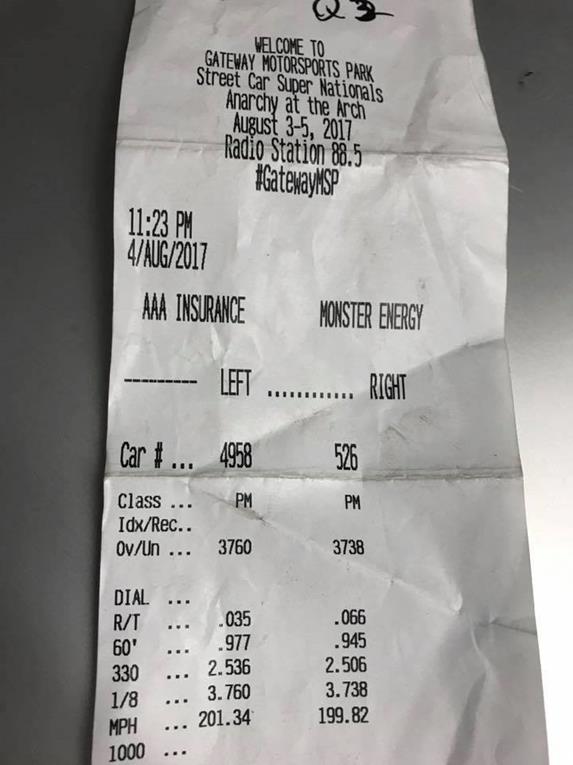 Q3
WELCOME TO
GATEWAY MOTORSPORTS PARK
Street Car Super Nationals
Anarchy at the Arch
August 3-5, 2017
Radio Station 88.5
#GatewayMSP
11:23 PM
4/AUG/2017
AAA INSURANCE MONSTER ENERGY
--------- LEFT ............ RIGHT
Car # ... 4958 526
Class ... PM PM
Idx/Rec..
Ov/Un ... 3760 3738
DIAL ...
R/T ... .035 .066
60' ... .977 .945
330 ... 2.536 2.506
1/8 ... 3.760 3.738
MPH ... 201.34 199.82
1000 ...